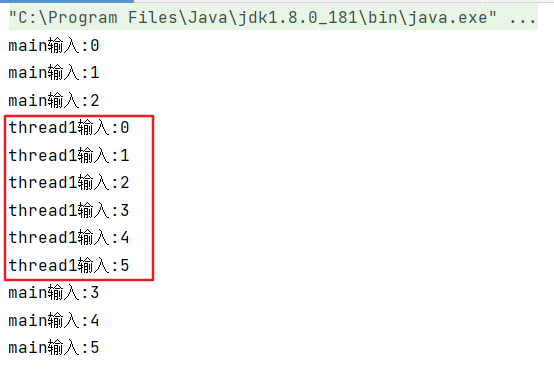 "C:\Program Files\Java\jdk1.8.0_181\bin\java.exe" ...
main输入:0
main输入:1
main输入:2
thread1输入:0
thread1输入:1
thread1输入:2
thread1输入:3
thread1输入:4
thread1输入:5
main输入:3
main输入:4
main输入:5